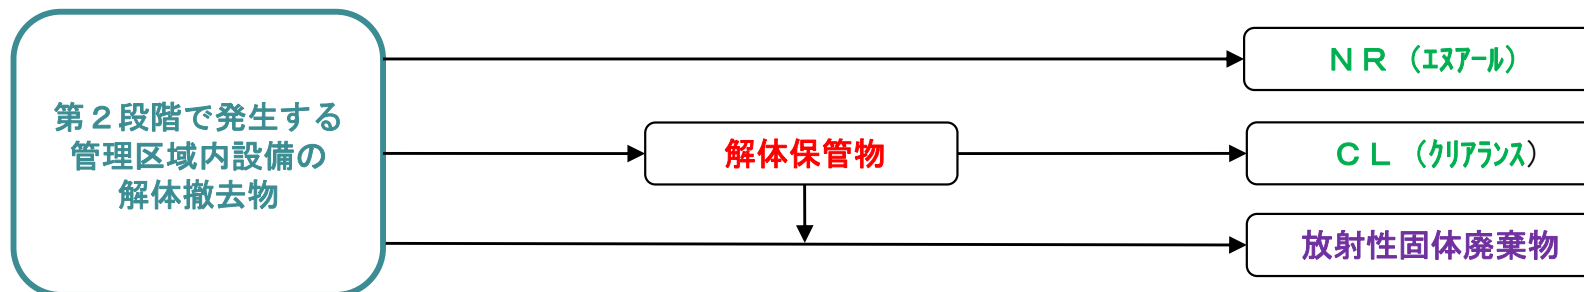 第２段階で発生する
管理区域内設備の
解体撤去物
ＮＲ（ｴﾇｱｰﾙ）
解体保管物
ＣＬ（ｸﾘｱﾗﾝｽ）
放射性固体廃棄物